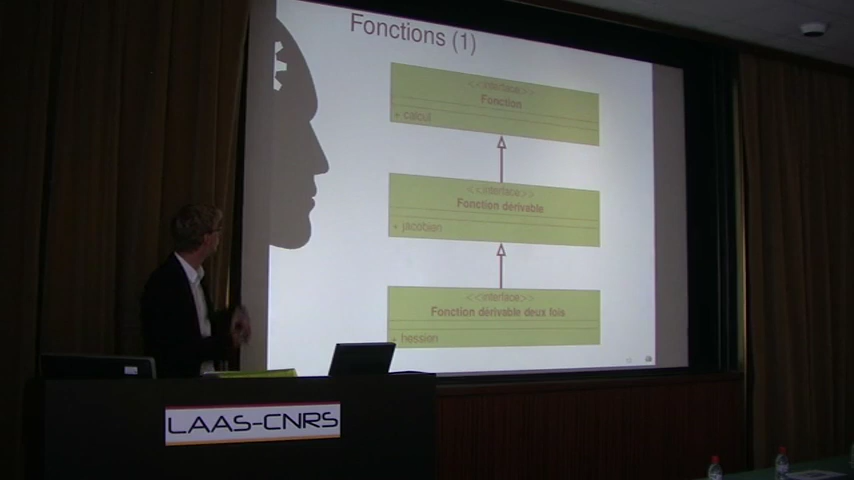 Fonctions (1)
<<interface>>
Fonction
+ calcul
<<interface>>
Fonction dérivable
+ jacobien
<<interface>>
Fonction dérivable deux fois
+ hessien
LAAS-CNRS